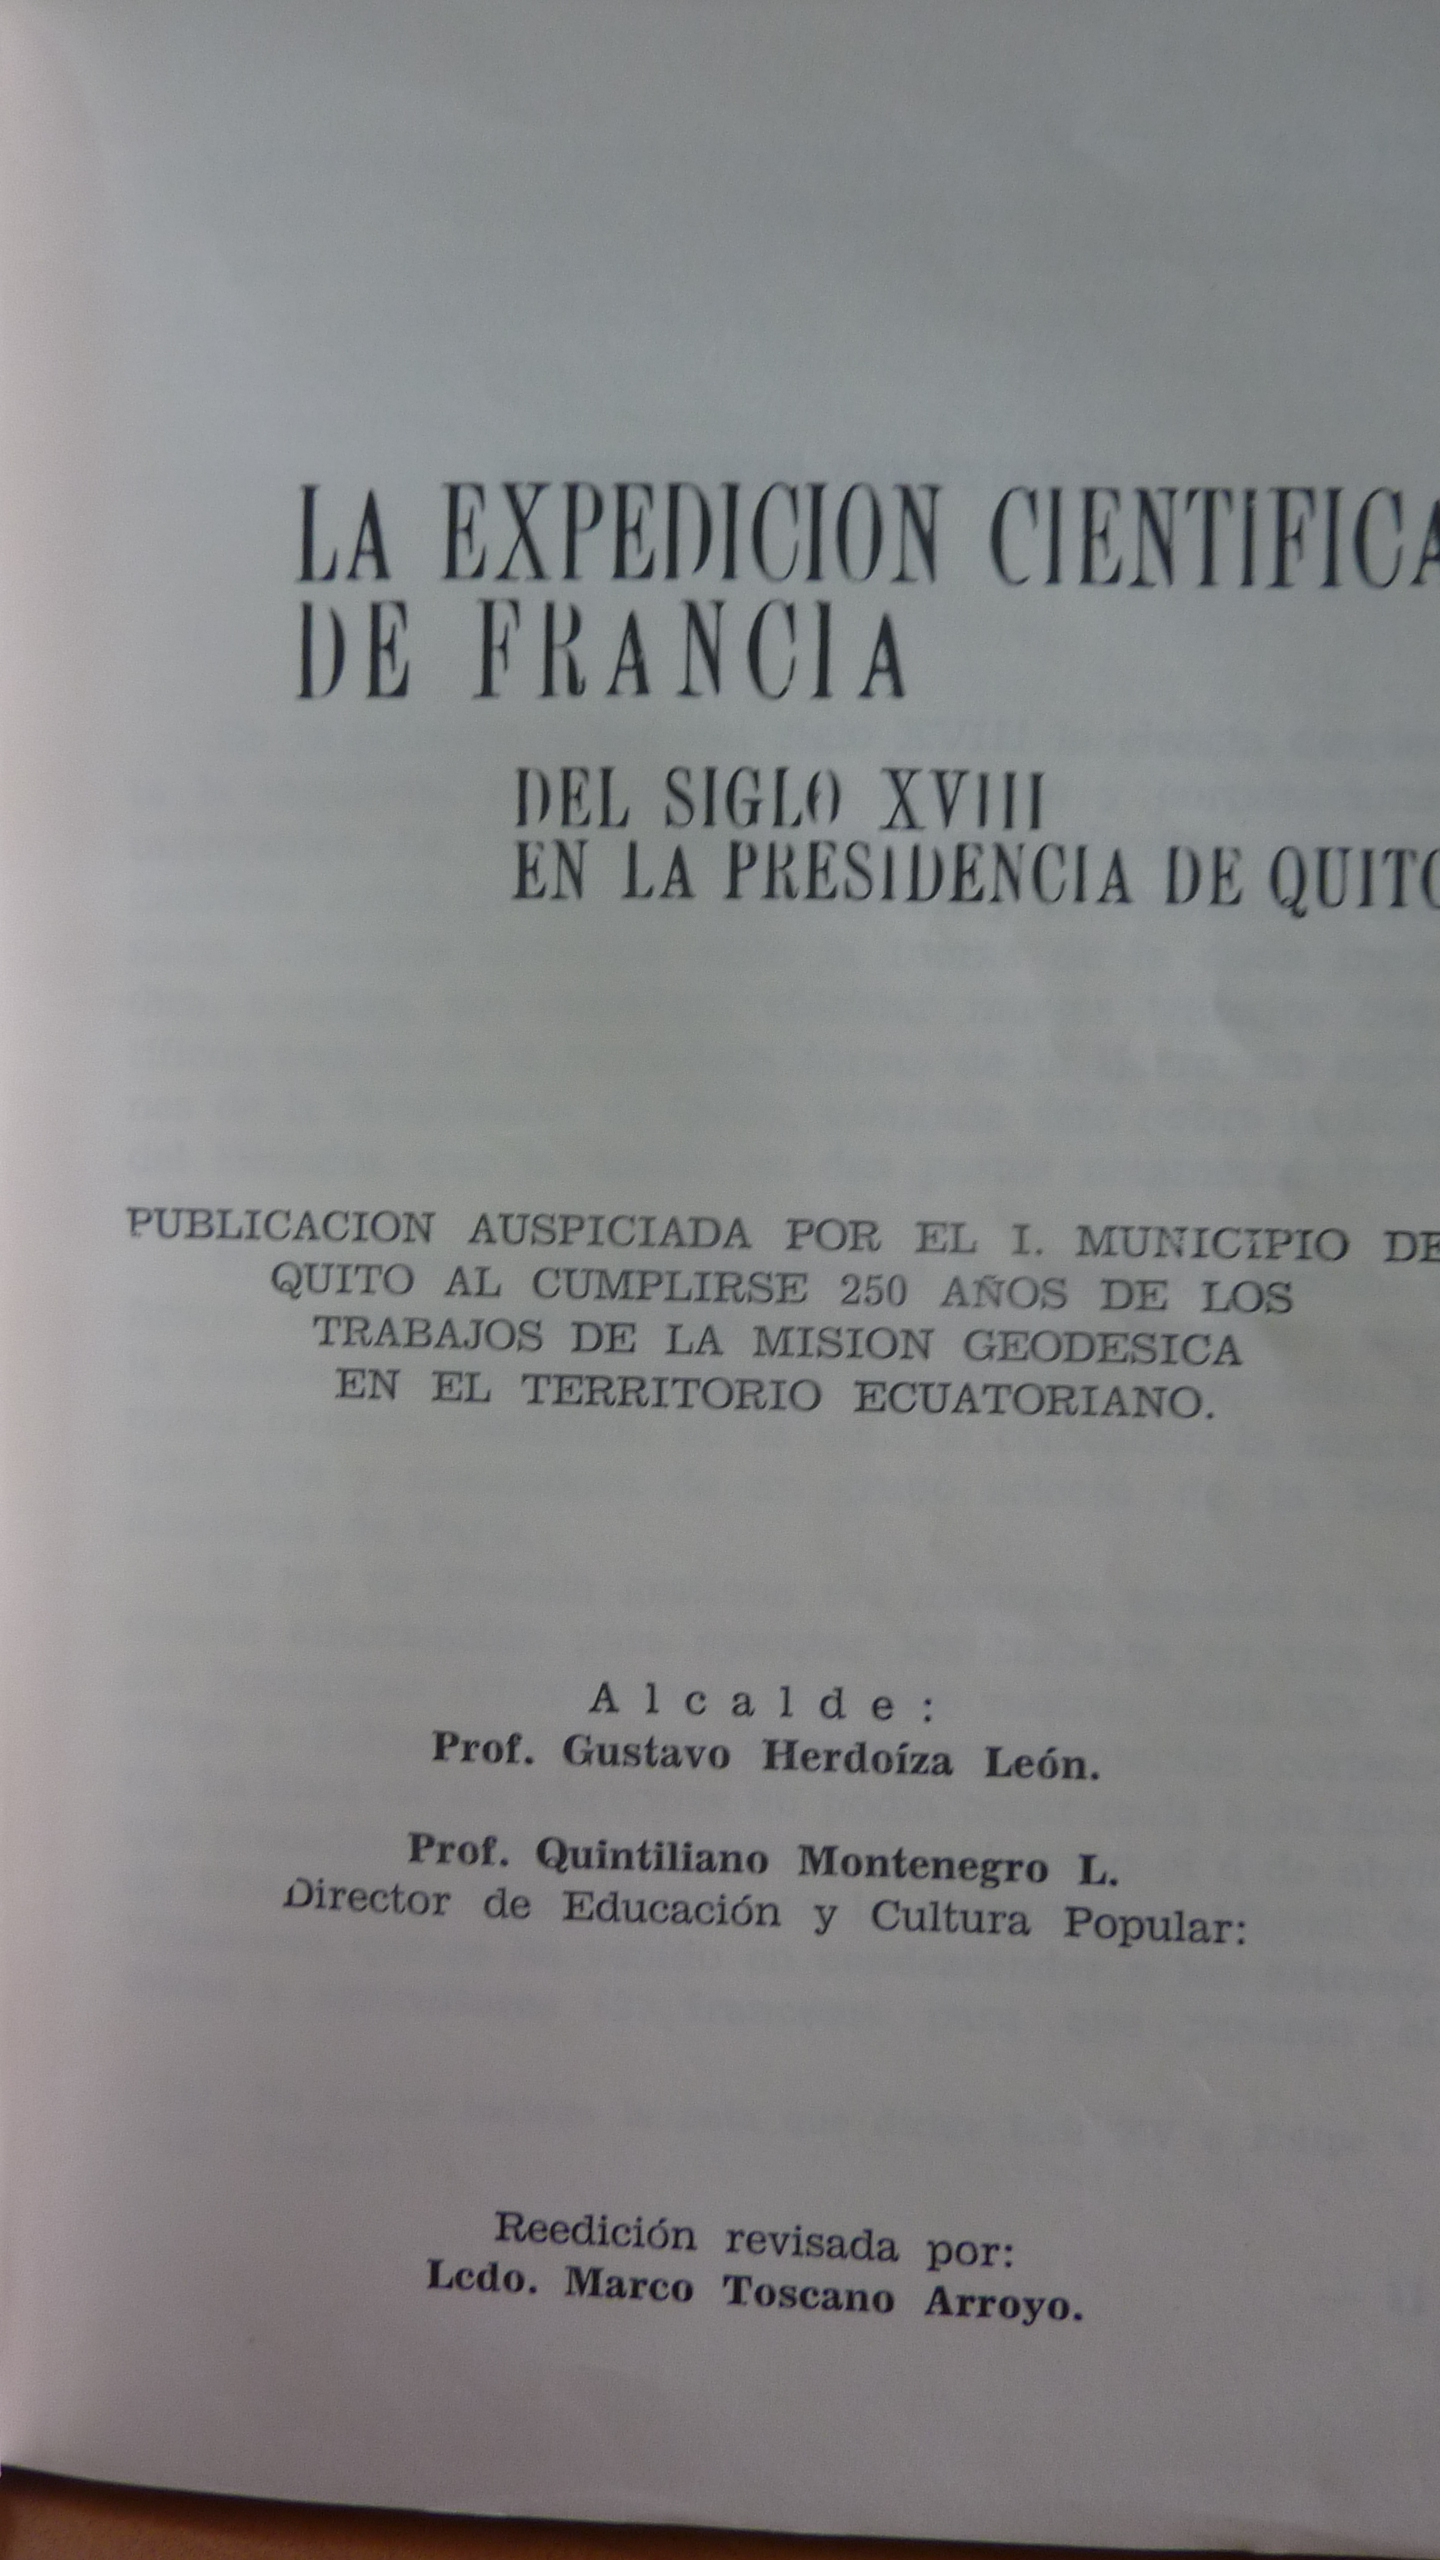 LA EXPEDICION CIENTIFICA
DE FRANCIA
DEL SIGLO XVIII
EN LA PRESIDENCIA DE QUITO
PUBLICACION AUSPICIADA POR EL I. MUNICIPIO DE
QUITO AL CUMPLIRSE 250 AÑOS DE LOS
TRABAJOS DE LA MISION GEODESICA
EN EL TERRITORIO ECUATORIANO.
Alcalde:
Prof. Gustavo Herdoíza León.
Prof. Quintiliano Montenegro L.
Director de Educación y Cultura Popular:
Reedición revisada por:
Lcdo. Marco Toscano Arroyo.